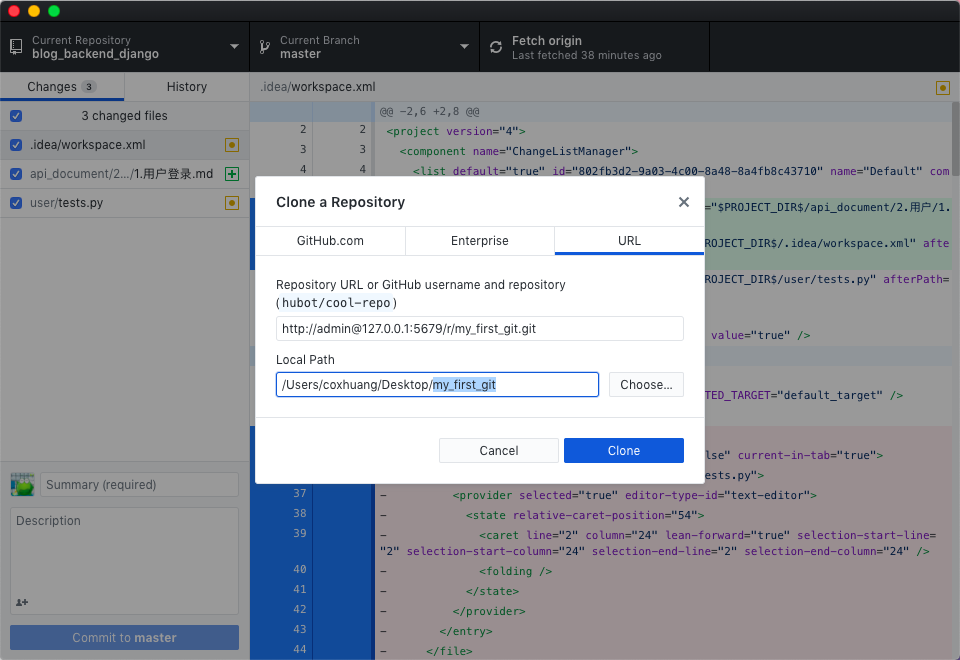 Current Repository
blog_backend_django
Current Branch
master
Fetch origin
Last fetched 38 minutes ago
Changes 3
History
3 changed files
.idea/workspace.xml
api_document/2.../1.用户登录.md
user/tests.py
Summary (required)
Description
Commit to master
.idea/workspace.xml
@@ -2,6 +2,8 @@
2 2 <project version="4">
3 3 <component name="ChangeListManager">
4 4 <list default="true" id="802fb3d2-9a03-4c00-8a48-8a4fb8c43710" name="Default" com
="$PROJECT_DIR$/api_document/2.用户/1.
ROJECT_DIR$/.idea/workspace.xml" afte
ROJECT_DIR$/user/tests.py" afterPath=
value="true" />
TED_TARGET="default_target" />
lse" current-in-tab="true">
ests.py">
37 - <provider selected="true" editor-type-id="text-editor">
38 - <state relative-caret-position="54">
39 - <caret line="2" column="24" lean-forward="true" selection-start-line=
"2" selection-start-column="24" selection-end-line="2" selection-end-column="24" />
40 - <folding />
41 - </state>
42 - </provider>
43 - </entry>
44 - </file>
Clone a Repository
GitHub.com
Enterprise
URL
Repository URL or GitHub username and repository
(hubot/cool-repo)
http://admin@127.0.0.1:5679/r/my_first_git.git
Local Path
/Users/coxhuang/Desktop/my_first_git
Choose...
Cancel
Clone